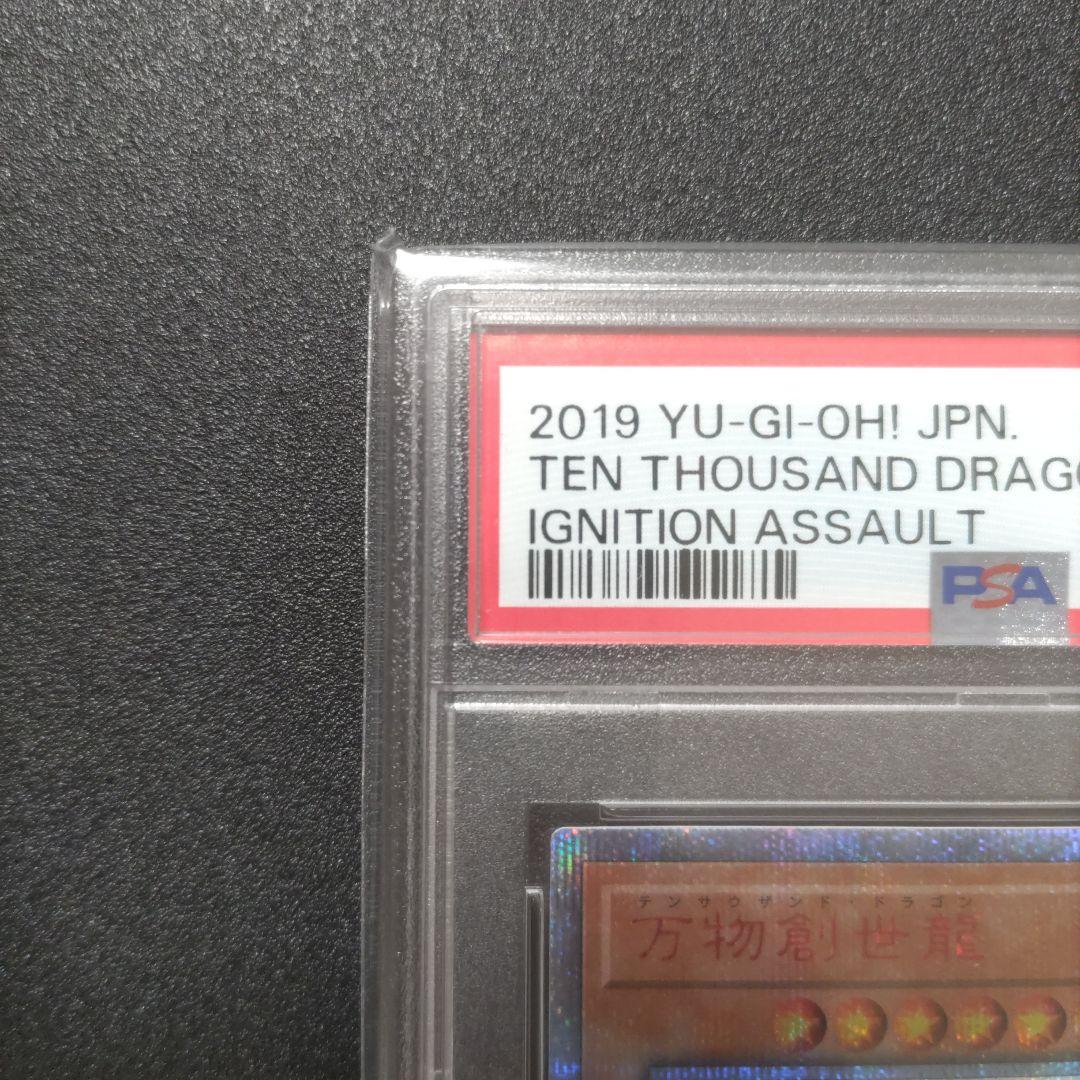 2019 YU-GI-OH! JPN.
TEN THOUSAND DRAGO
IGNITION ASSAULT
PSA
テンサウザンド・ドラゴン
万物創世龍